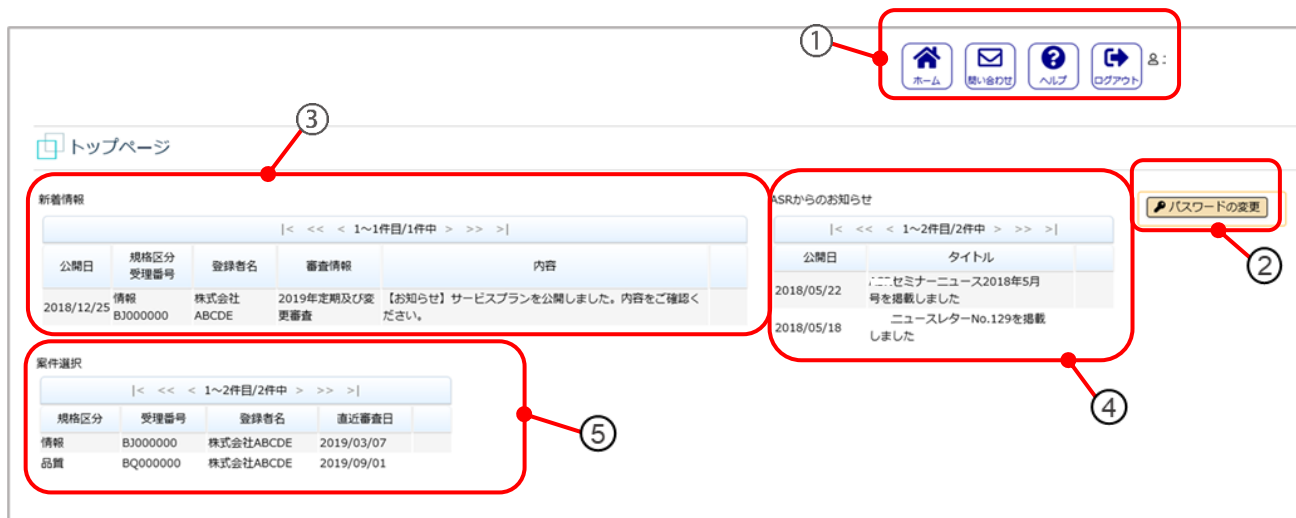 ①
ホーム 問い合わせ ヘルプ ログアウト :
③
トップページ
新着情報
|< << < 1～1件目/1件中 > >> >|
公開日 規格区分 受理番号 登録者名 審査情報 内容
2018/12/25 情報 BJ000000 株式会社 ABCDE 2019年定期及び変更審査 【お知らせ】サービスプランを公開しました。内容をご確認ください。
ASRからのお知らせ
|< << < 1～2件目/2件中 > >> >|
公開日 タイトル
2018/05/22 セミナーニュース2018年5月
号を掲載しました
2018/05/18 ニュースレターNo.129を掲載
しました
パスワードの変更
②
④
案件選択
|< << < 1～2件目/2件中 > >> >|
規格区分 受理番号 登録者名 直近審査日
情報 BJ000000 株式会社ABCDE 2019/03/07
品質 BQ000000 株式会社ABCDE 2019/09/01
⑤